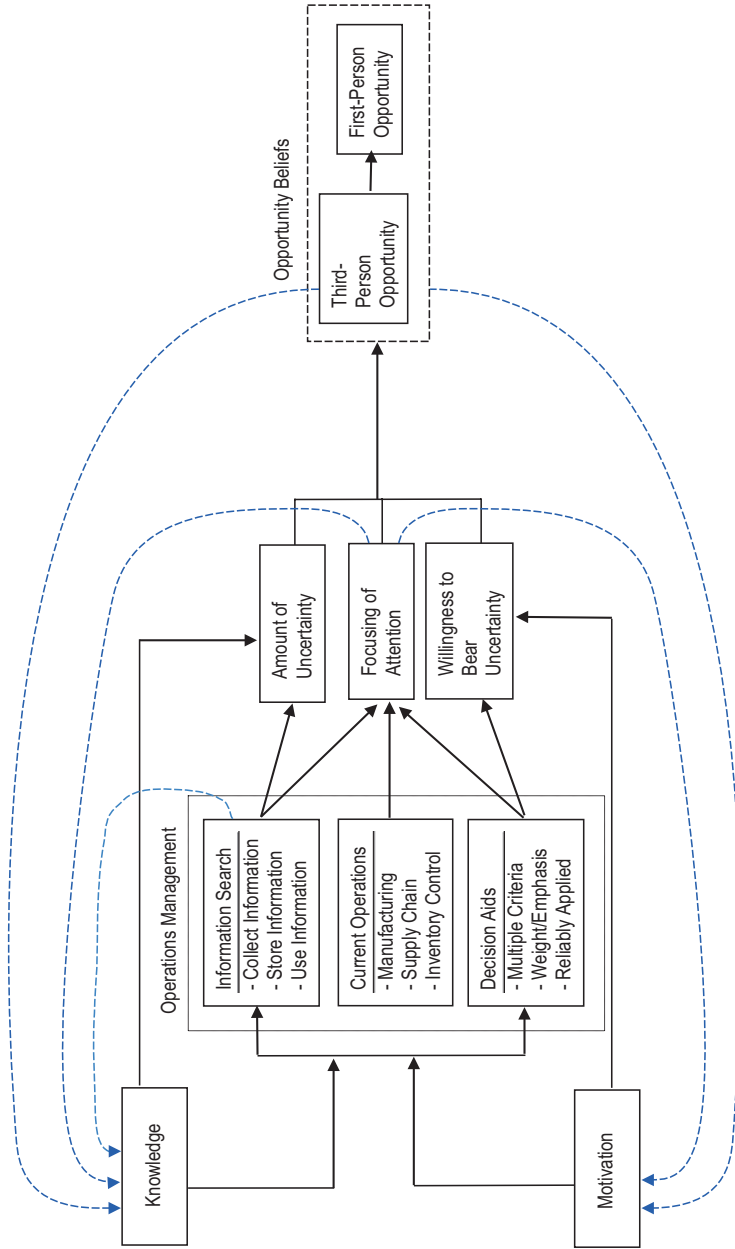 Knowledge
Motivation
Operations Management
Information Search
- Collect Information
- Store Information
- Use Information
Current Operations
- Manufacturing
- Supply Chain
- Inventory Control
Decision Aids
- Multiple Criteria
- Weight/Emphasis
- Reliably Applied
Amount of
Uncertainty
Focusing of
Attention
Willingness to
Bear
Uncertainty
Opportunity Beliefs
Third-
Person
Opportunity
First-Person
Opportunity